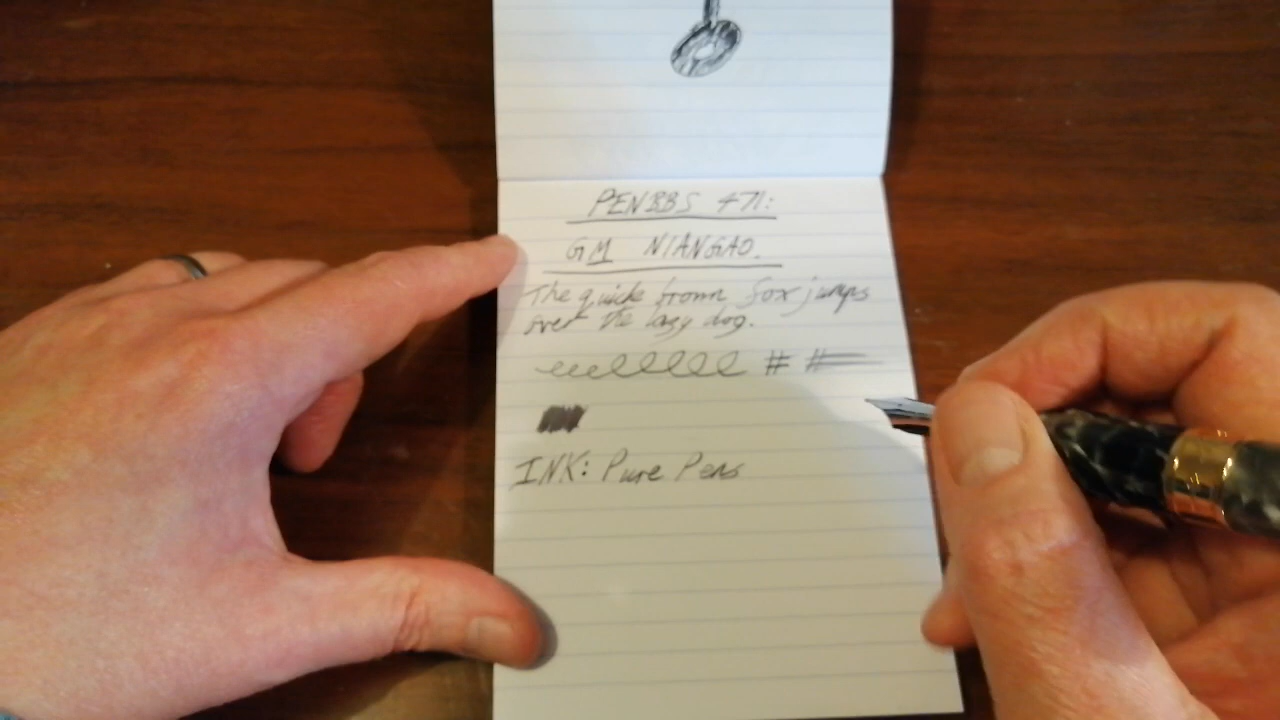 PENBBS 471:
GM NIANGAO.
The quick brown fox jumps
over the lazy dog.
INK: Pure Pens